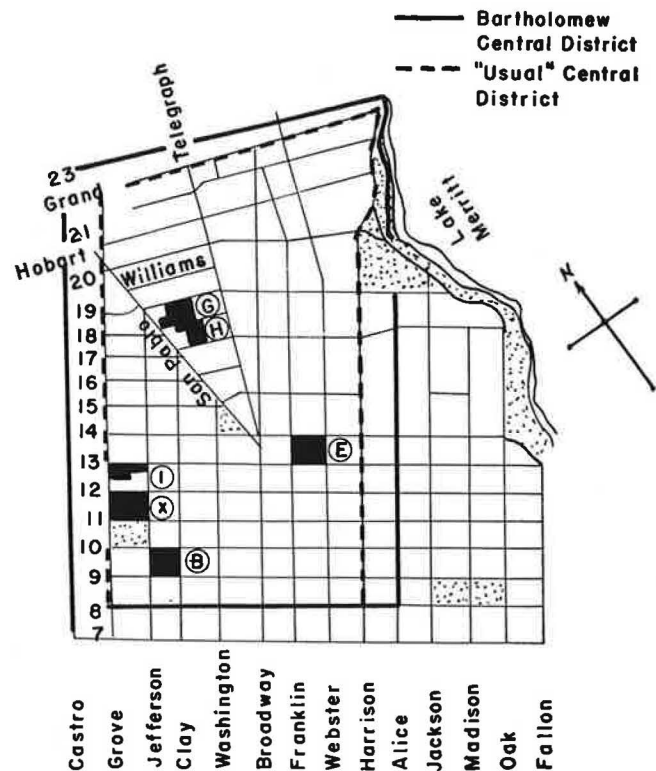 Bartholomew
Central District
"Usual" Central
District
Telegraph
23
Grand
21
Hobart
20
Williams
Lake
Merritt
N
19
G
18
H
17
San Pablo
16
15
14
E
13
I
12
X
11
10
B
9
8
7
Castro
Grove
Jefferson
Clay
Washington
Broadway
Franklin
Webster
Harrison
Alice
Jackson
Madison
Oak
Fallon